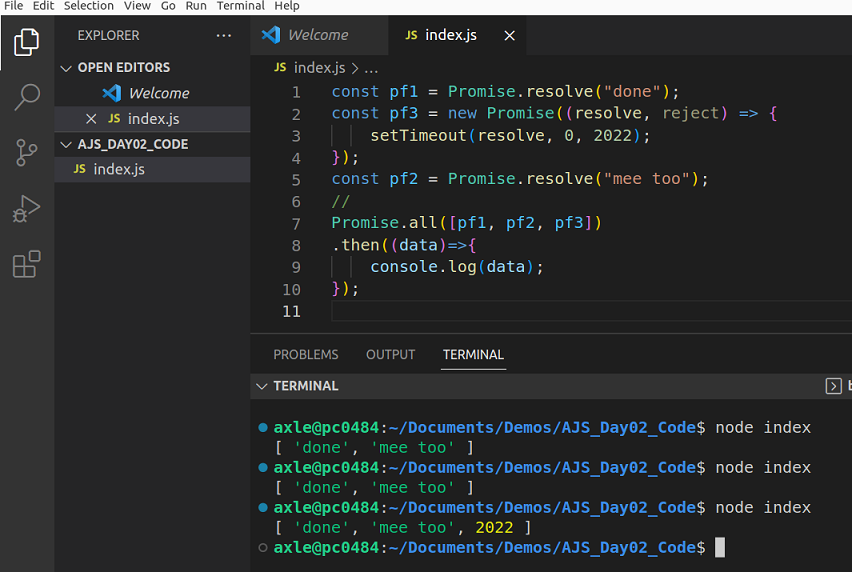 File Edit Selection View Go Run Terminal Help
EXPLORER ...
OPEN EDITORS
Welcome
JS index.js
AJS_DAY02_CODE
JS index.js
Welcome JS index.js
JS index.js > ...
1 const pf1 = Promise.resolve("done");
2 const pf3 = new Promise((resolve, reject) => {
3 setTimeout(resolve, 0, 2022);
4 });
5 const pf2 = Promise.resolve("mee too");
6 //
7 Promise.all([pf1, pf2, pf3])
8 .then((data)=>{
9 console.log(data);
10 });
11
PROBLEMS OUTPUT TERMINAL
TERMINAL
axle@pc0484:~/Documents/Demos/AJS_Day02_Code$ node index
[ 'done', 'mee too' ]
axle@pc0484:~/Documents/Demos/AJS_Day02_Code$ node index
[ 'done', 'mee too' ]
axle@pc0484:~/Documents/Demos/AJS_Day02_Code$ node index
[ 'done', 'mee too', 2022 ]
axle@pc0484:~/Documents/Demos/AJS_Day02_Code$